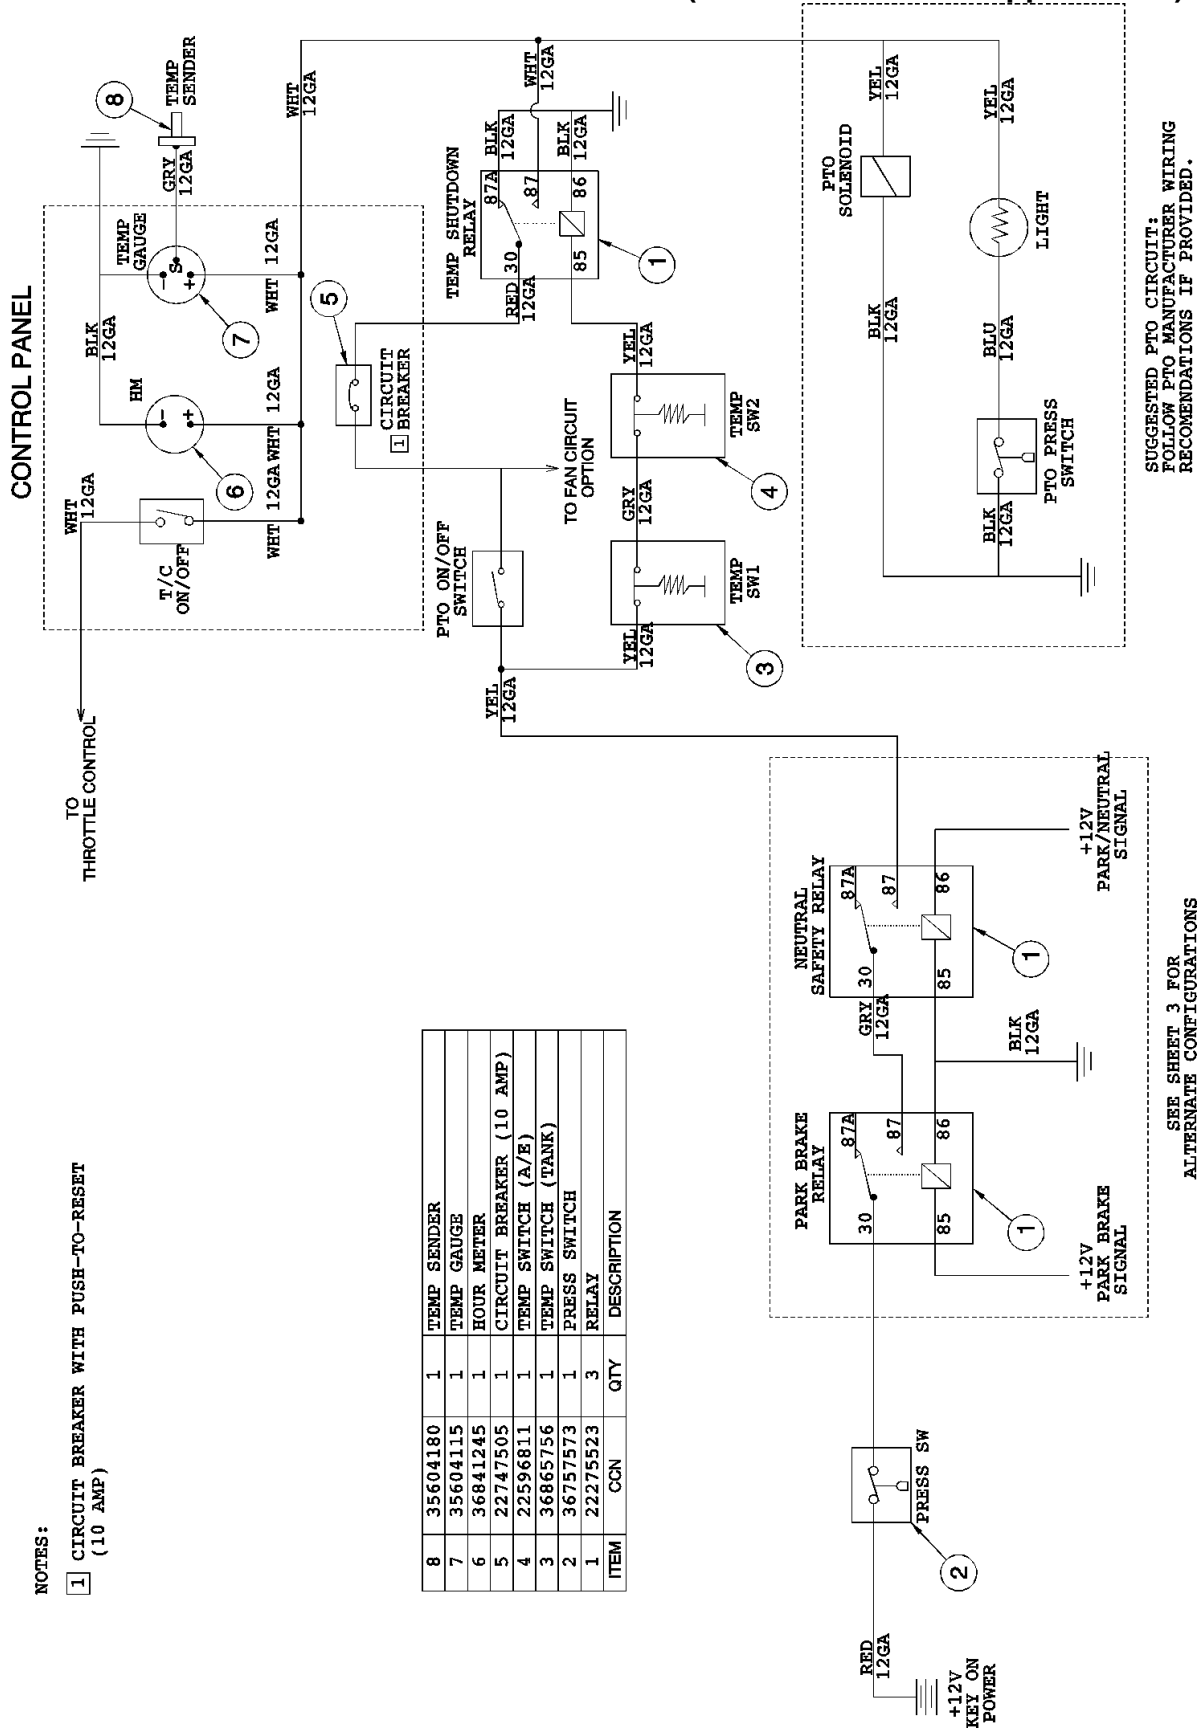 CONTROL PANEL
TO
THROTTLE CONTROL
WHT
12GA
T/C
ON/OFF
WHT 12GA
HM
WHT 12GA
BLK
12GA
TEMP
GAUGE
S
−
+
−
+
WHT 12GA
GRY
12GA
TEMP
SENDER
8
7
6
5
CIRCUIT
1 BREAKER
WHT
12GA
TEMP SHUTDOWN
RELAY
RED
12GA
30
87A
87
85
86
BLK
12GA
BLK
12GA
WHT
12GA
1
PTO ON/OFF
SWITCH
TO FAN CIRCUIT
OPTION
YEL
12GA
YEL
12GA
TEMP
SW1
3
GRY
12GA
TEMP
SW2
4
YEL
12GA
PTO
SOLENOID
YEL
12GA
BLK
12GA
YEL
12GA
LIGHT
BLU
12GA
PTO PRESS
SWITCH
BLK
12GA
SUGGESTED PTO CIRCUIT:
FOLLOW PTO MANUFACTURER WIRING
RECOMENDATIONS IF PROVIDED.
NEUTRAL
SAFETY RELAY
30
87A
87
85
86
1
GRY
12GA
BLK
12GA
+12V
PARK/NEUTRAL
SIGNAL
PARK BRAKE
RELAY
30
87A
87
85
86
1
+12V
PARK BRAKE
SIGNAL
SEE SHEET 3 FOR
ALTERNATE CONFIGURATIONS
PRESS SW
2
RED
12GA
+12V
KEY ON
POWER
NOTES:
1 CIRCUIT BREAKER WITH PUSH-TO-RESET
(10 AMP)
8 35604180 1 TEMP SENDER
7 35604115 1 TEMP GAUGE
6 36841245 1 HOUR METER
5 22747505 1 CIRCUIT BREAKER (10 AMP)
4 22596811 1 TEMP SWITCH (A/E)
3 36865756 1 TEMP SWITCH (TANK)
2 36757573 1 PRESS SWITCH
1 22275523 3 RELAY
ITEM CCN QTY DESCRIPTION